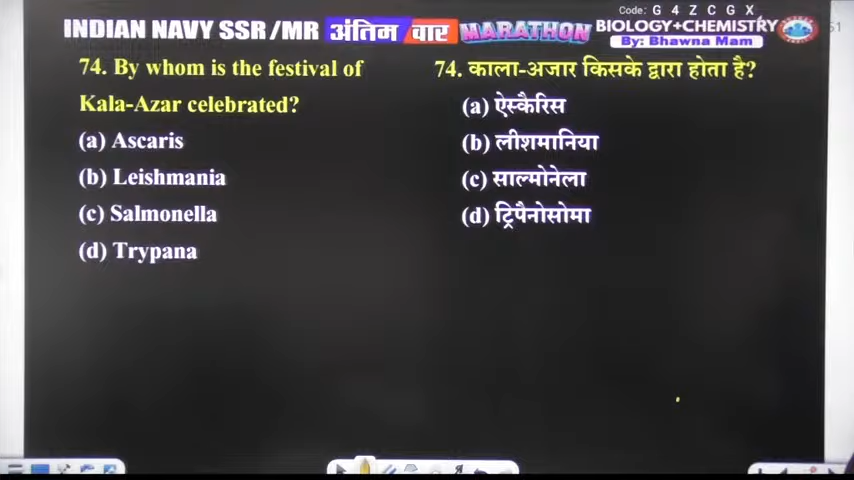 Code: G 4 Z C G X
INDIAN NAVY SSR/MR अंतिम वार MARATHON BIOLOGY+CHEMISTRY
By: Bhawna Mam
51
74. By whom is the festival of
Kala-Azar celebrated?
(a) Ascaris
(b) Leishmania
(c) Salmonella
(d) Trypana
74. काला-अजार किसके द्वारा होता है?
(a) ऐस्कैरिस
(b) लीशमानिया
(c) साल्मोनेला
(d) ट्रिपैनोसोमा